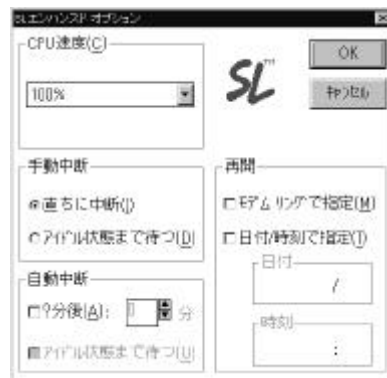 SLエンハンスド オプション
CPU速度(C)
100%
SL™
OK
キャンセル
手動中断
直ちに中断(I)
アイドル状態まで待つ(D)
自動中断
?分後(A):
分
アイドル状態まで待つ(U)
再開
モデム リングで指定(M)
日付/時刻で指定(T)
日付
/
時刻
: